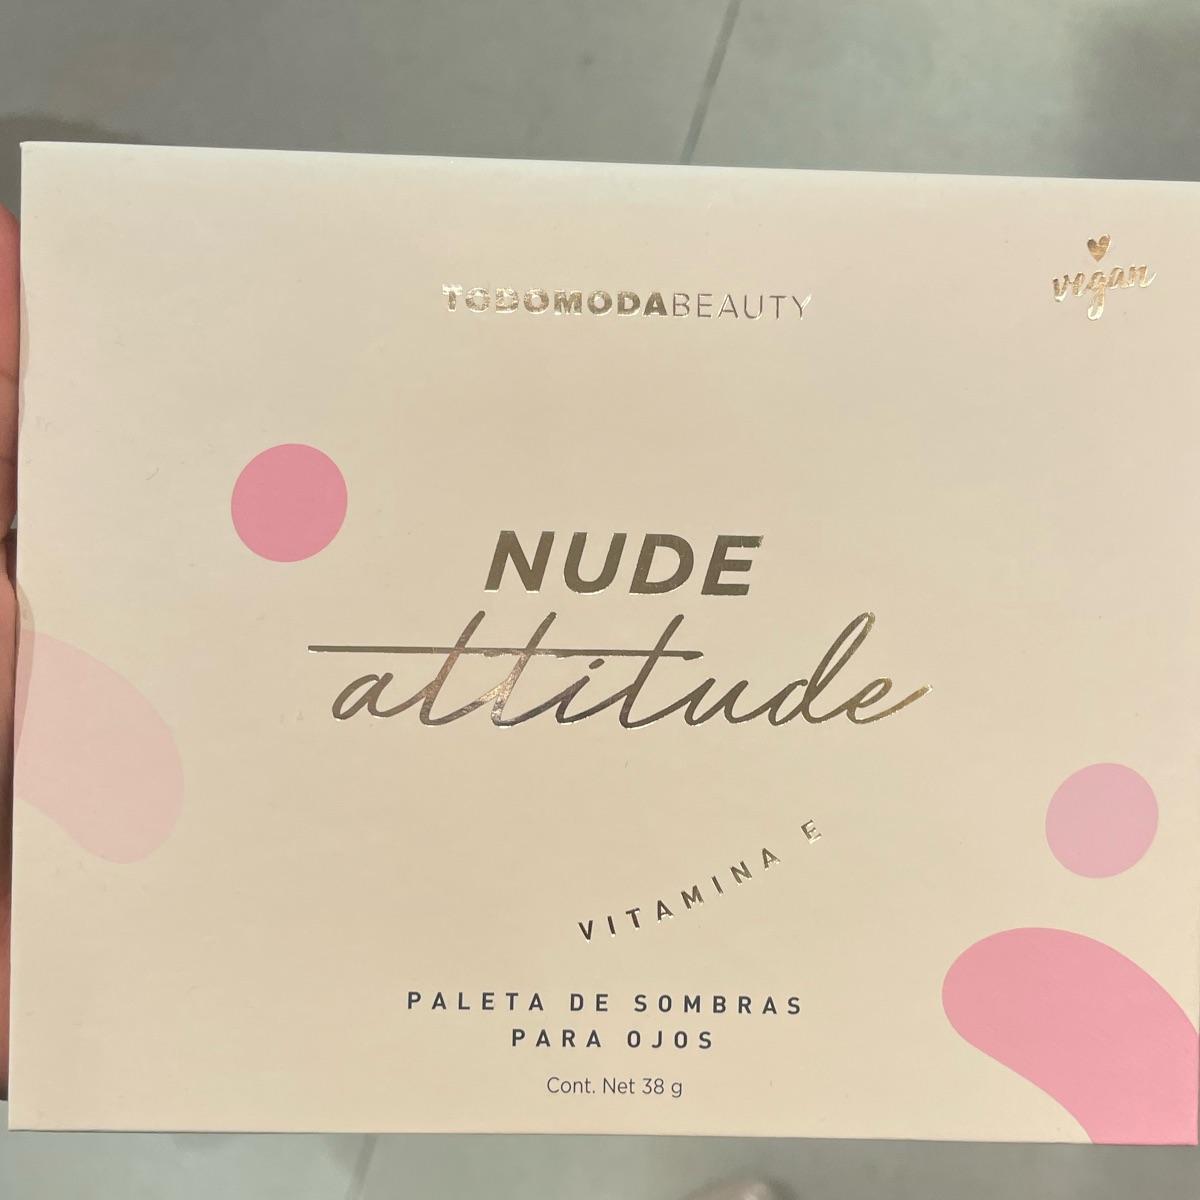 TODOMODABEAUTY
vegan
NUDE
attitude
VITAMINA E
PALETA DE SOMBRAS
PARA OJOS
Cont. Net 38 g